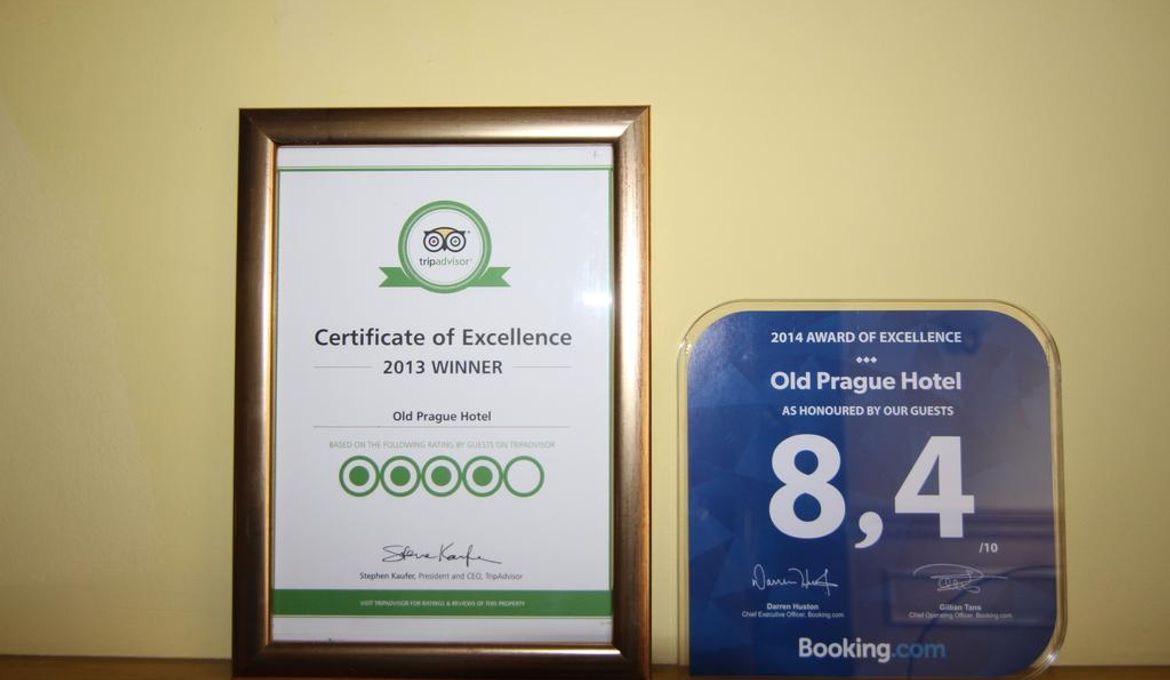 tripadvisor®
Certificate of Excellence
2013 WINNER
Old Prague Hotel
BASED ON THE FOLLOWING RATING BY GUESTS ON TRIPADVISOR
Stephen Kaufer, President and CEO, TripAdvisor
VISIT TRIPADVISOR FOR RATINGS & REVIEWS OF THIS PROPERTY
2014 AWARD OF EXCELLENCE
Old Prague Hotel
AS HONOURED BY OUR GUESTS
8,4
/10
Darren Huston
Chief Executive Officer, Booking.com
Gillian Tans
Chief Operating Officer, Booking.com
Booking.com